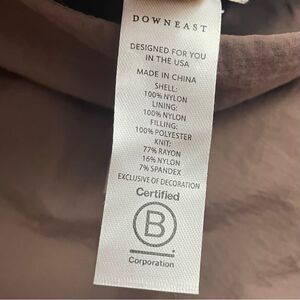 DOWNEAST
DESIGNED FOR YOU
IN THE USA
MADE IN CHINA
SHELL:
100% NYLON
LINING:
100% NYLON
FILLING:
100% POLYESTER
KNIT:
77% RAYON
16% NYLON
7% SPANDEX
EXCLUSIVE OF DECORATION
Certified
B
Corporation